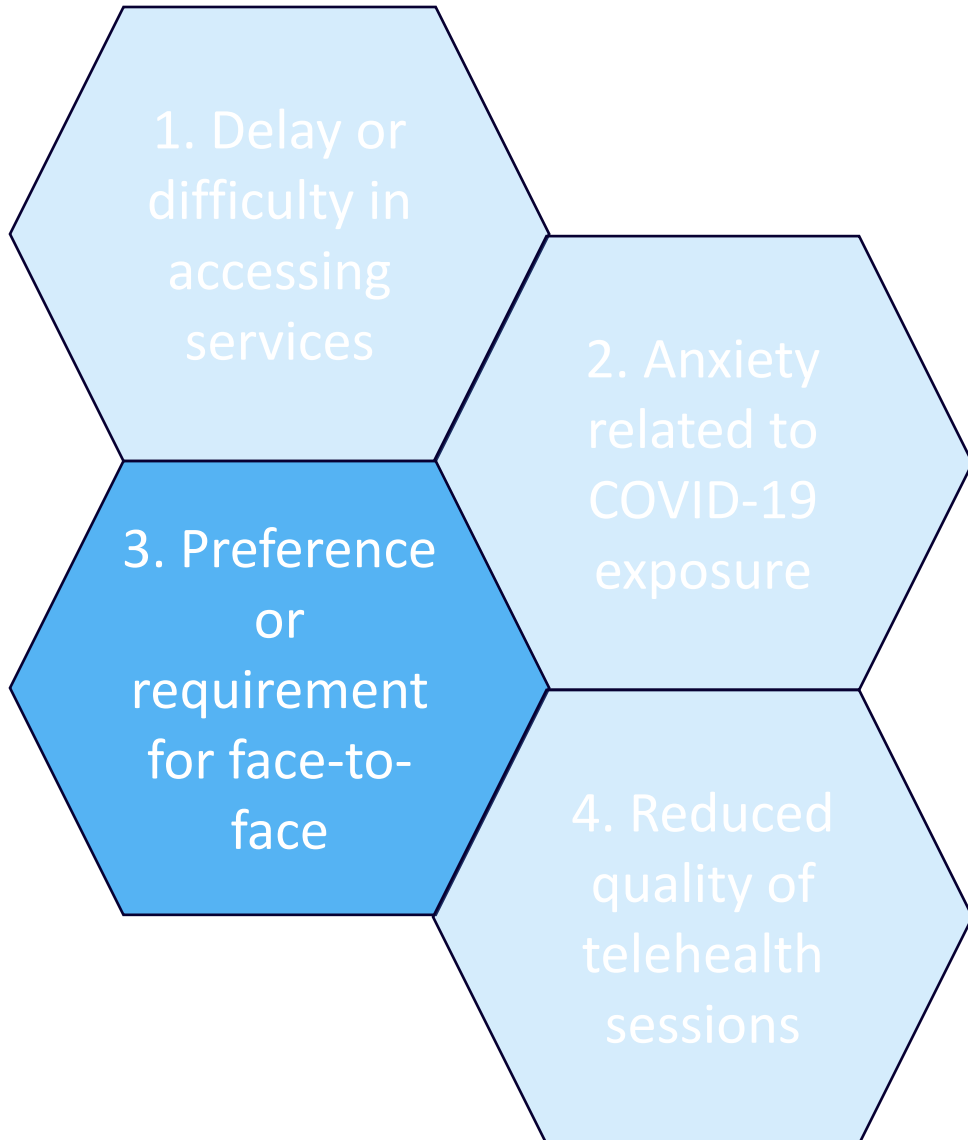 1. Delay or
difficulty in
accessing
services
2. Anxiety
related to
COVID-19
exposure
3. Preference
or
requirement
for face-to-
face
4. Reduced
quality of
telehealth
sessions